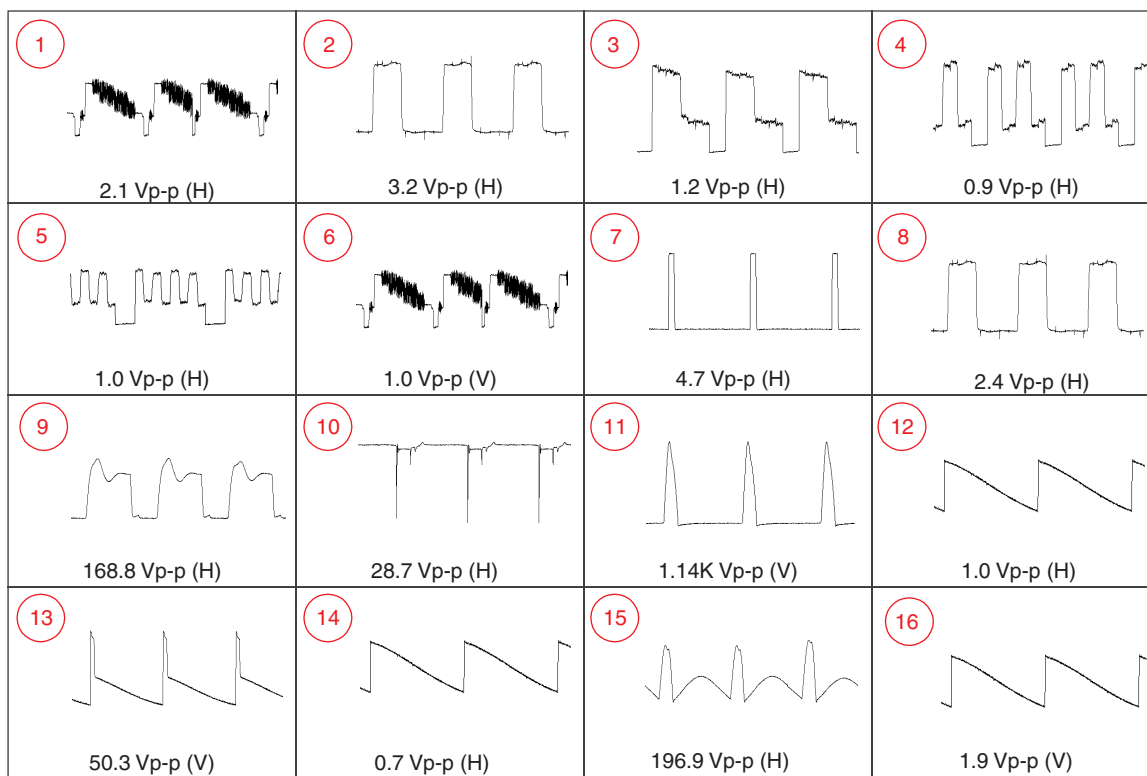 1 2 3 4
2.1 Vp-p (H) 3.2 Vp-p (H) 1.2 Vp-p (H) 0.9 Vp-p (H)
5 6 7 8
1.0 Vp-p (H) 1.0 Vp-p (V) 4.7 Vp-p (H) 2.4 Vp-p (H)
9 10 11 12
168.8 Vp-p (H) 28.7 Vp-p (H) 1.14K Vp-p (V) 1.0 Vp-p (H)
13 14 15 16
50.3 Vp-p (V) 0.7 Vp-p (H) 196.9 Vp-p (H) 1.9 Vp-p (V)